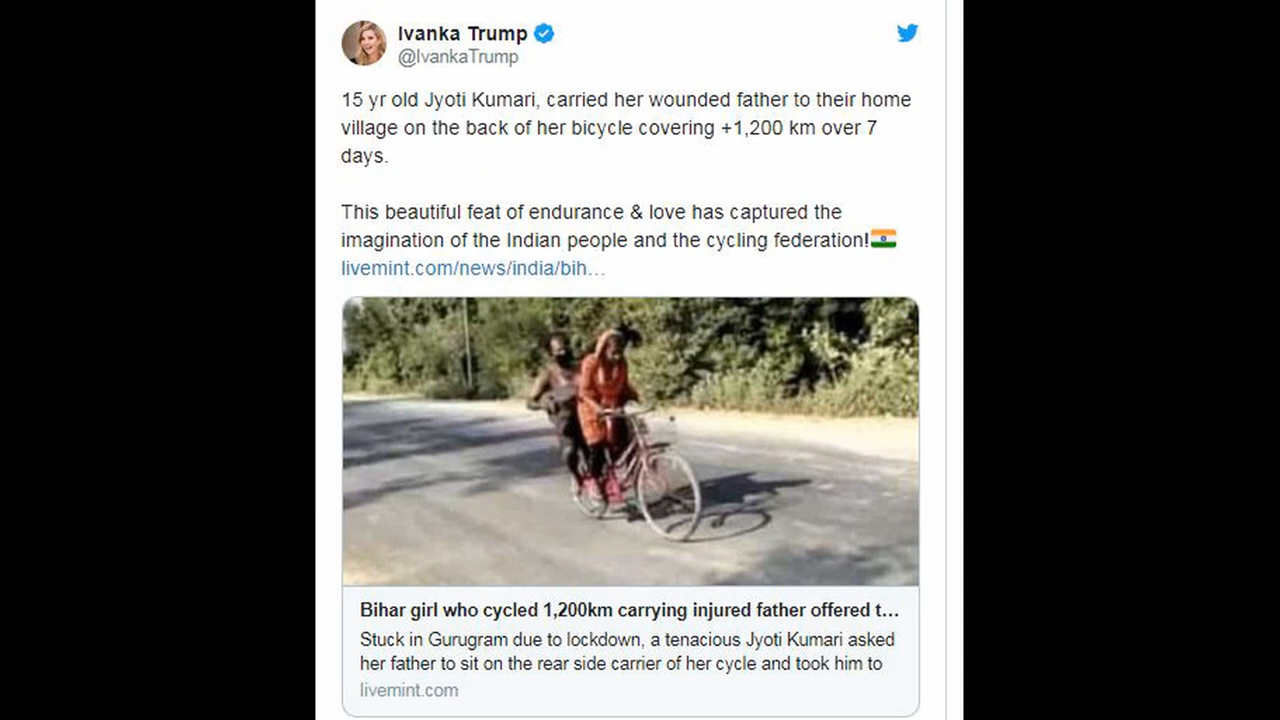 Ivanka Trump
@IvankaTrump
15 yr old Jyoti Kumari, carried her wounded father to their home
village on the back of her bicycle covering +1,200 km over 7
days.
This beautiful feat of endurance & love has captured the
imagination of the Indian people and the cycling federation!🇮🇳
livemint.com/news/india/bih…
Bihar girl who cycled 1,200km carrying injured father offered t…
Stuck in Gurugram due to lockdown, a tenacious Jyoti Kumari asked
her father to sit on the rear side carrier of her cycle and took him to
livemint.com